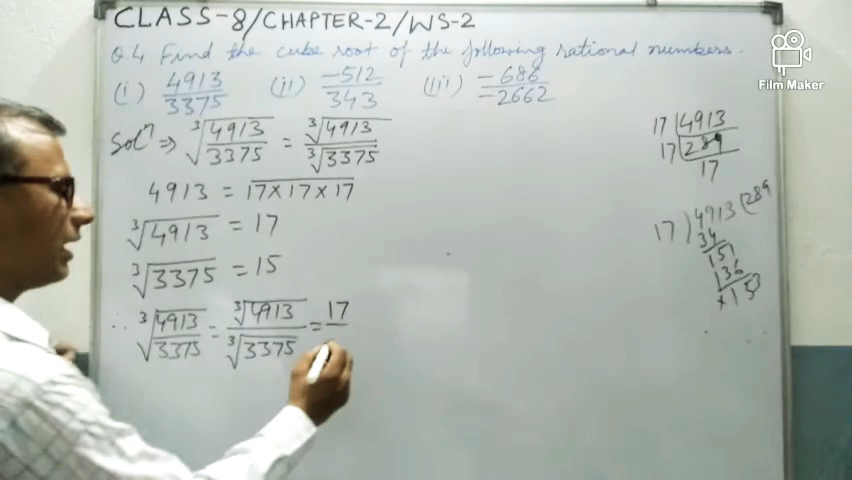 CLASS-8/CHAPTER-2/WS-2
Q.4 Find the cube root of the following rational numbers.
(i) 4913/3375 (ii) -512/343 (iii) -686/-2662
Solⁿ ⇒ ∛(4913/3375) = ∛4913/∛3375
4913 = 17×17×17
∛4913 = 17
∛3375 = 15
∴ ∛(4913/3375) = ∛4913/∛3375 = 17
17 | 4913
17 | 289
17
17 ) 4913 ( 289
34
151
136
×153
Film Maker